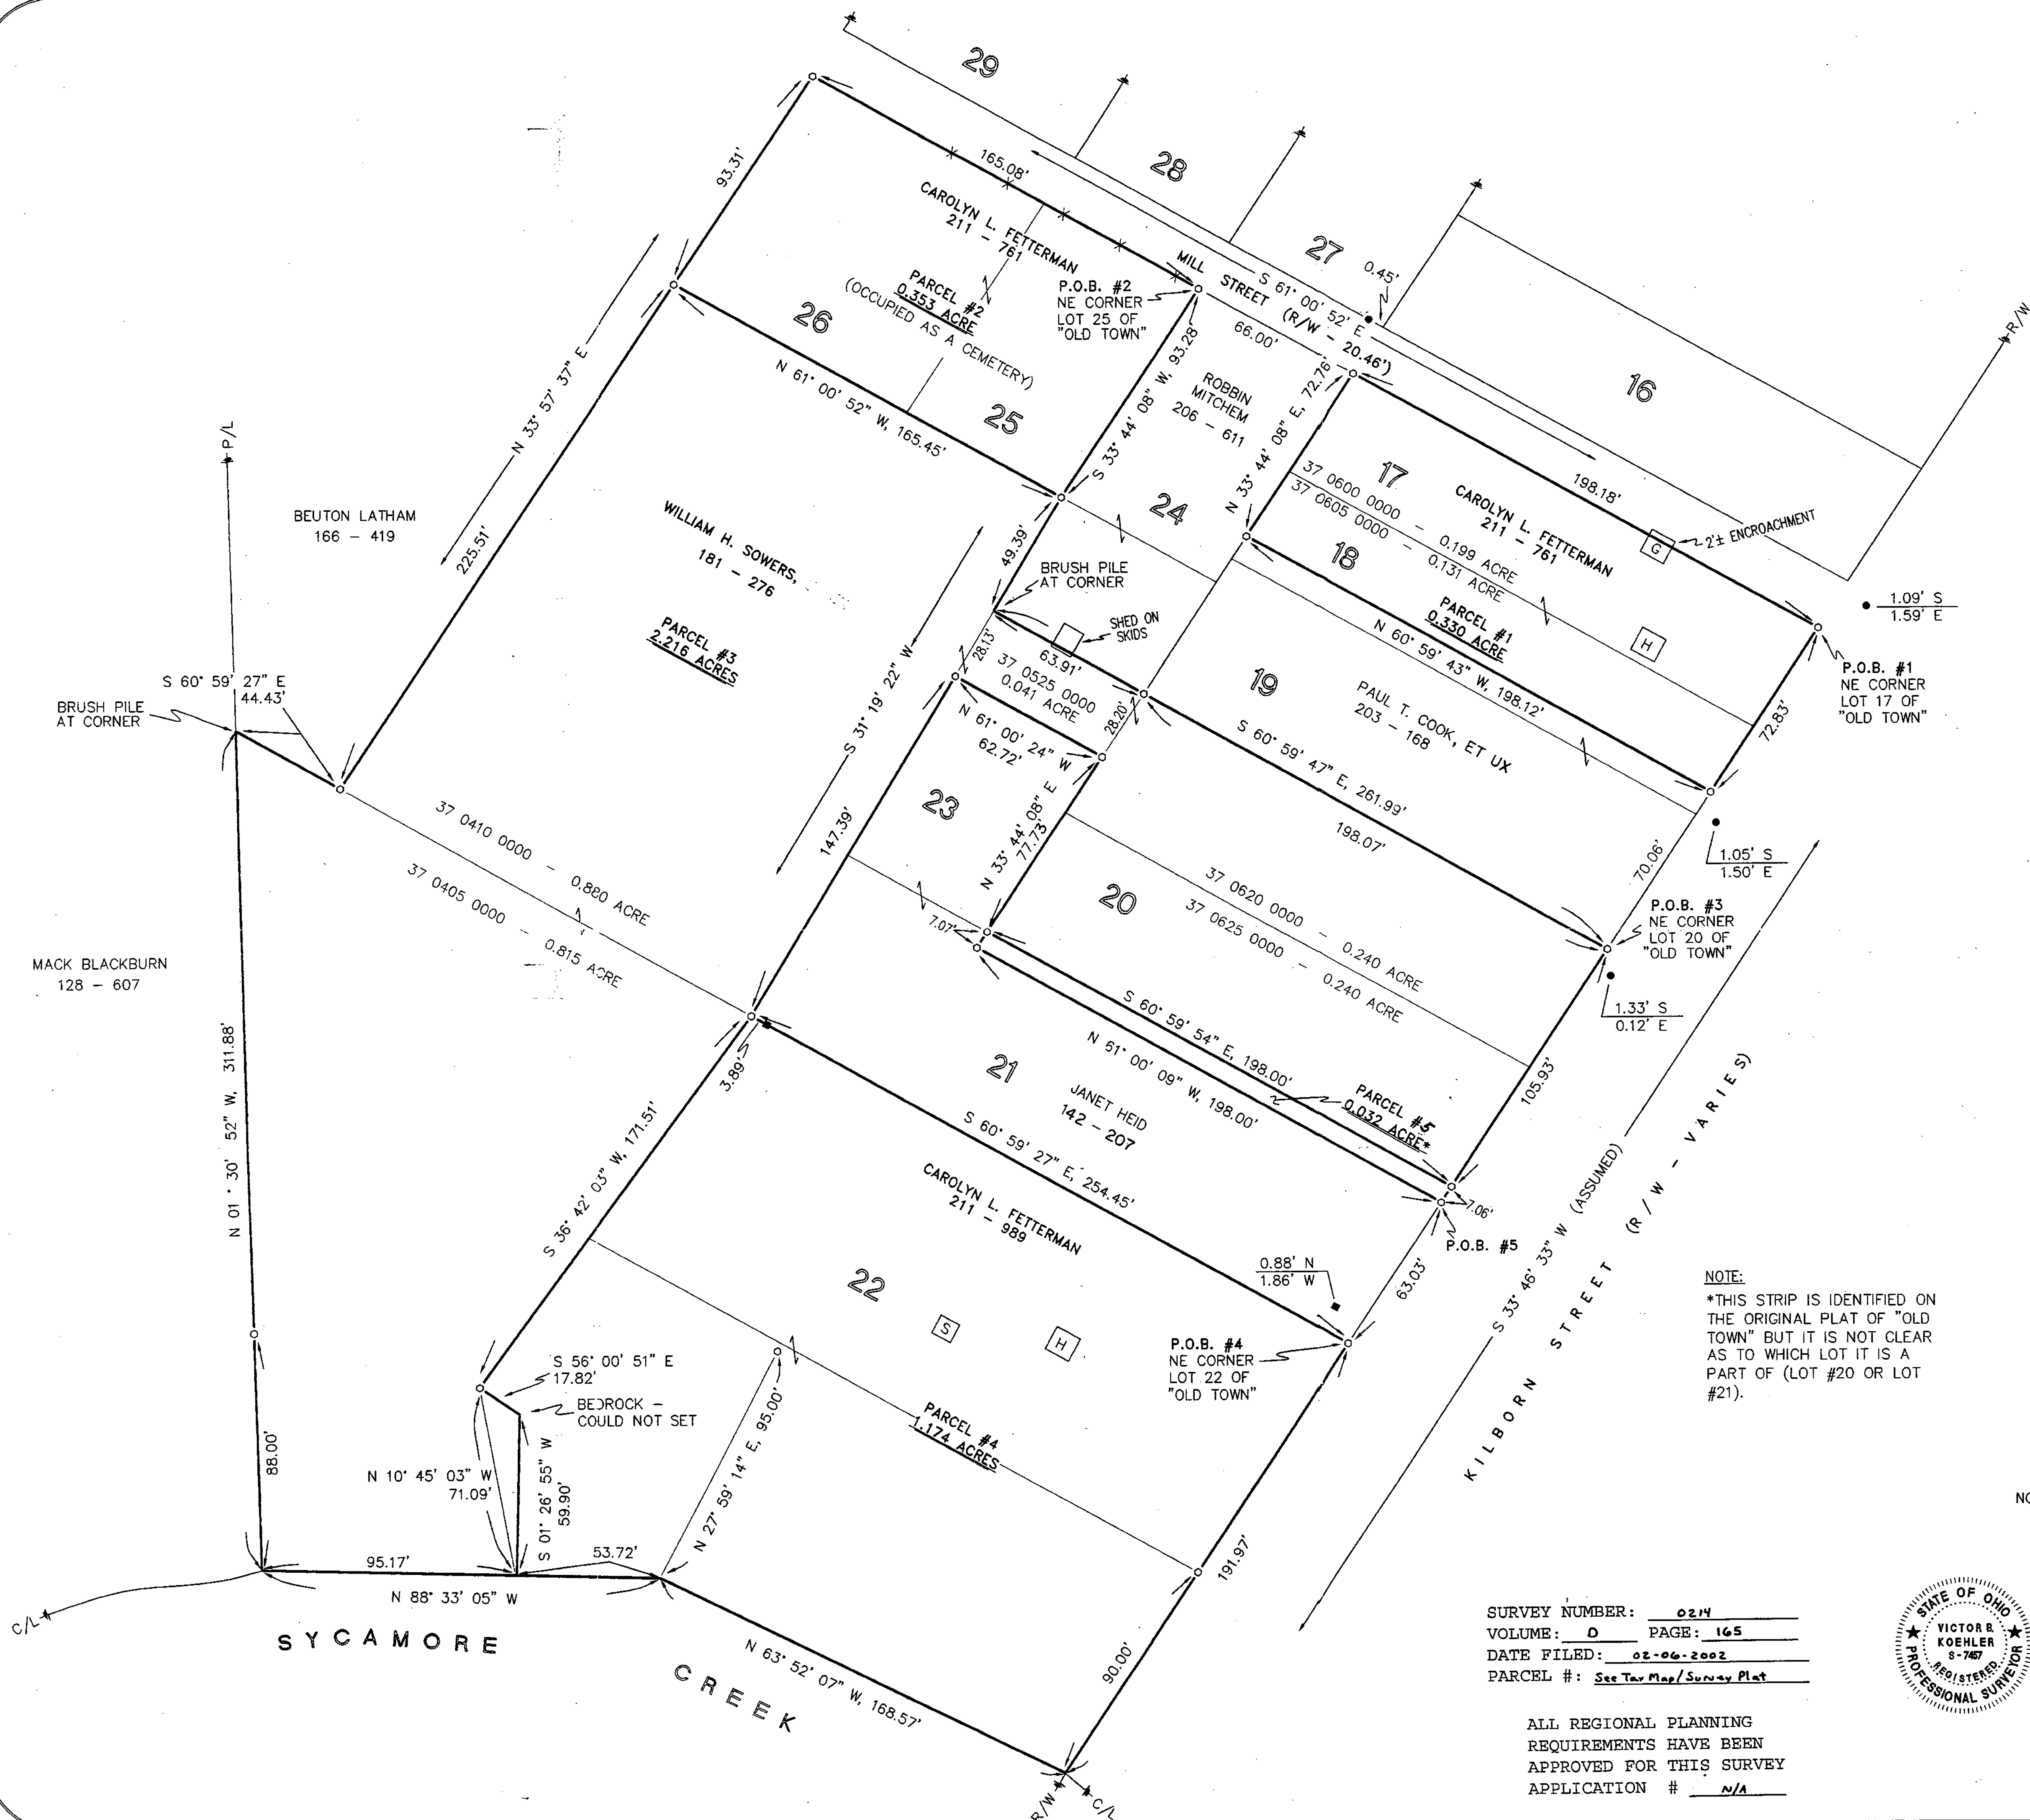 29
28
27
0.45'
16
R/W
93.31'
165.08'
CAROLYN L. FETTERMAN
211 – 761
PARCEL #2
0.353 ACRE
(OCCUPIED AS A CEMETERY)
26
25
N 61° 00' 52" W, 165.45'
P.O.B. #2
NE CORNER
LOT 25 OF
"OLD TOWN"
MILL STREET
S 61° 00' 52" E
(R/W – 20.46')
66.00'
S 33° 44' 08" W, 93.28'
ROBBIN
MITCHEM
206 – 611
24
N 33° 44' 08" E, 72.76'
17
198.18'
CAROLYN L. FETTERMAN
211 – 761
37 0600 0000 – 0.199 ACRE
37 0605 0000 – 0.131 ACRE
18
G
2'± ENCROACHMENT
PARCEL #1
0.330 ACRE
H
N 60° 59' 43" W, 198.12'
1.09' S
1.59' E
P.O.B. #1
NE CORNER
LOT 17 OF
"OLD TOWN"
72.83'
P/L
N 33° 57' 37" E
225.51'
BEUTON LATHAM
166 – 419
WILLIAM H. SOWERS,
181 – 276
PARCEL #3
2.216 ACRES
49.39'
BRUSH PILE
AT CORNER
SHED ON
SKIDS
28.13'
63.91'
37 0525 0000
0.041 ACRE
N 61° 00' 24" W
62.72'
28.20'
19
PAUL T. COOK, ET UX
203 – 168
S 60° 59' 47" E, 261.99'
198.07'
70.06'
1.05' S
1.50' E
S 60° 59' 27" E
44.43'
BRUSH PILE
AT CORNER
S 31° 19' 22" W
147.39'
23
N 33° 44' 08" E
77.73'
20
37 0620 0000 – 0.240 ACRE
37 0625 0000 – 0.240 ACRE
P.O.B. #3
NE CORNER
LOT 20 OF
"OLD TOWN"
1.33' S
0.12' E
37 0410 0000 – 0.880 ACRE
37 0405 0000 – 0.815 ACRE
7.07'
S 60° 59' 54" E, 198.00'
N 61° 00' 09" W, 198.00'
PARCEL #5
0.032 ACRE*
105.93'
MACK BLACKBURN
128 – 607
3.89'
21
JANET HEID
142 – 207
7.06'
P.O.B. #5
S 60° 59' 27" E, 254.45'
CAROLYN L. FETTERMAN
211 – 989
63.03'
S 33° 46' 33" W (ASSUMED)
KILBORN STREET (R/W – VARIES)
N 01° 30' 52" W, 311.88'
S 36° 42' 03" W, 171.51'
22
S
H
0.88' N
1.86' W
P.O.B. #4
NE CORNER
LOT 22 OF
"OLD TOWN"
NOTE:
*THIS STRIP IS IDENTIFIED ON
THE ORIGINAL PLAT OF "OLD
TOWN" BUT IT IS NOT CLEAR
AS TO WHICH LOT IT IS A
PART OF (LOT #20 OR LOT
#21).
S 56° 00' 51" E
17.82'
BEDROCK –
COULD NOT SET
PARCEL #4
1.174 ACRES
88.00'
N 10° 45' 03" W
71.09'
S 01° 26' 55" W
59.90'
N 27° 59' 14" E, 95.00'
95.17'
53.72'
N 88° 33' 05" W
C/L
SYCAMORE
CREEK
N 63° 52' 07" W, 168.57'
191.97'
90.00'
R/W
C/L
NO
SURVEY NUMBER: 0214
VOLUME: D PAGE: 165
DATE FILED: 02-06-2002
PARCEL #: See Tax Map/Survey Plat
ALL REGIONAL PLANNING
REQUIREMENTS HAVE BEEN
APPROVED FOR THIS SURVEY
APPLICATION # N/A
STATE OF OHIO
VICTOR B.
KOEHLER
S-7457
REGISTERED
PROFESSIONAL SURVEYOR